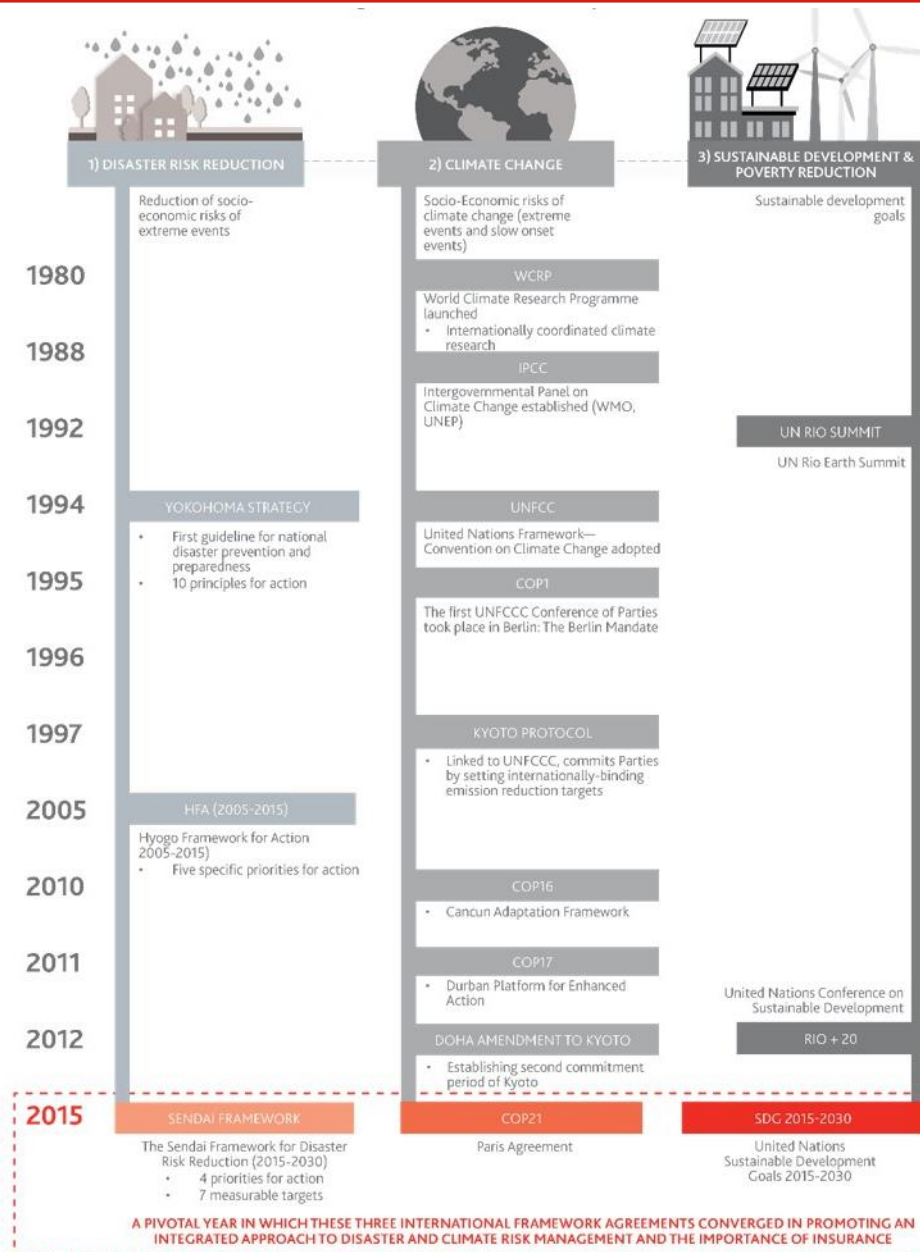 1) DISASTER RISK REDUCTION
2) CLIMATE CHANGE
3) SUSTAINABLE DEVELOPMENT &
POVERTY REDUCTION
Reduction of socio-
economic risks of
extreme events
Socio-Economic risks of
climate change (extreme
events and slow onset
events)
Sustainable development
goals
1980
WCRP
World Climate Research Programme
launched
• Internationally coordinated climate
research
1988
IPCC
Intergovernmental Panel on
Climate Change established (WMO,
UNEP)
1992
UN RIO SUMMIT
UN Rio Earth Summit
1994
YOKOHOMA STRATEGY
• First guideline for national
disaster prevention and
preparedness
• 10 principles for action
UNFCC
United Nations Framework—
Convention on Climate Change adopted
1995
COP1
The first UNFCCC Conference of Parties
took place in Berlin: The Berlin Mandate
1996
1997
KYOTO PROTOCOL
• Linked to UNFCCC, commits Parties
by setting internationally-binding
emission reduction targets
2005
HFA (2005-2015)
Hyogo Framework for Action
2005-2015)
• Five specific priorities for action
2010
COP16
• Cancun Adaptation Framework
2011
COP17
• Durban Platform for Enhanced
Action
United Nations Conference on
Sustainable Development
2012
DOHA AMENDMENT TO KYOTO
• Establishing second commitment
period of Kyoto
RIO + 20
2015
SENDAI FRAMEWORK
The Sendai Framework for Disaster
Risk Reduction (2015-2030)
• 4 priorities for action
• 7 measurable targets
COP21
Paris Agreement
SDG 2015-2030
United Nations
Sustainable Development
Goals 2015-2030
A PIVOTAL YEAR IN WHICH THESE THREE INTERNATIONAL FRAMEWORK AGREEMENTS CONVERGED IN PROMOTING AN
INTEGRATED APPROACH TO DISASTER AND CLIMATE RISK MANAGEMENT AND THE IMPORTANCE OF INSURANCE